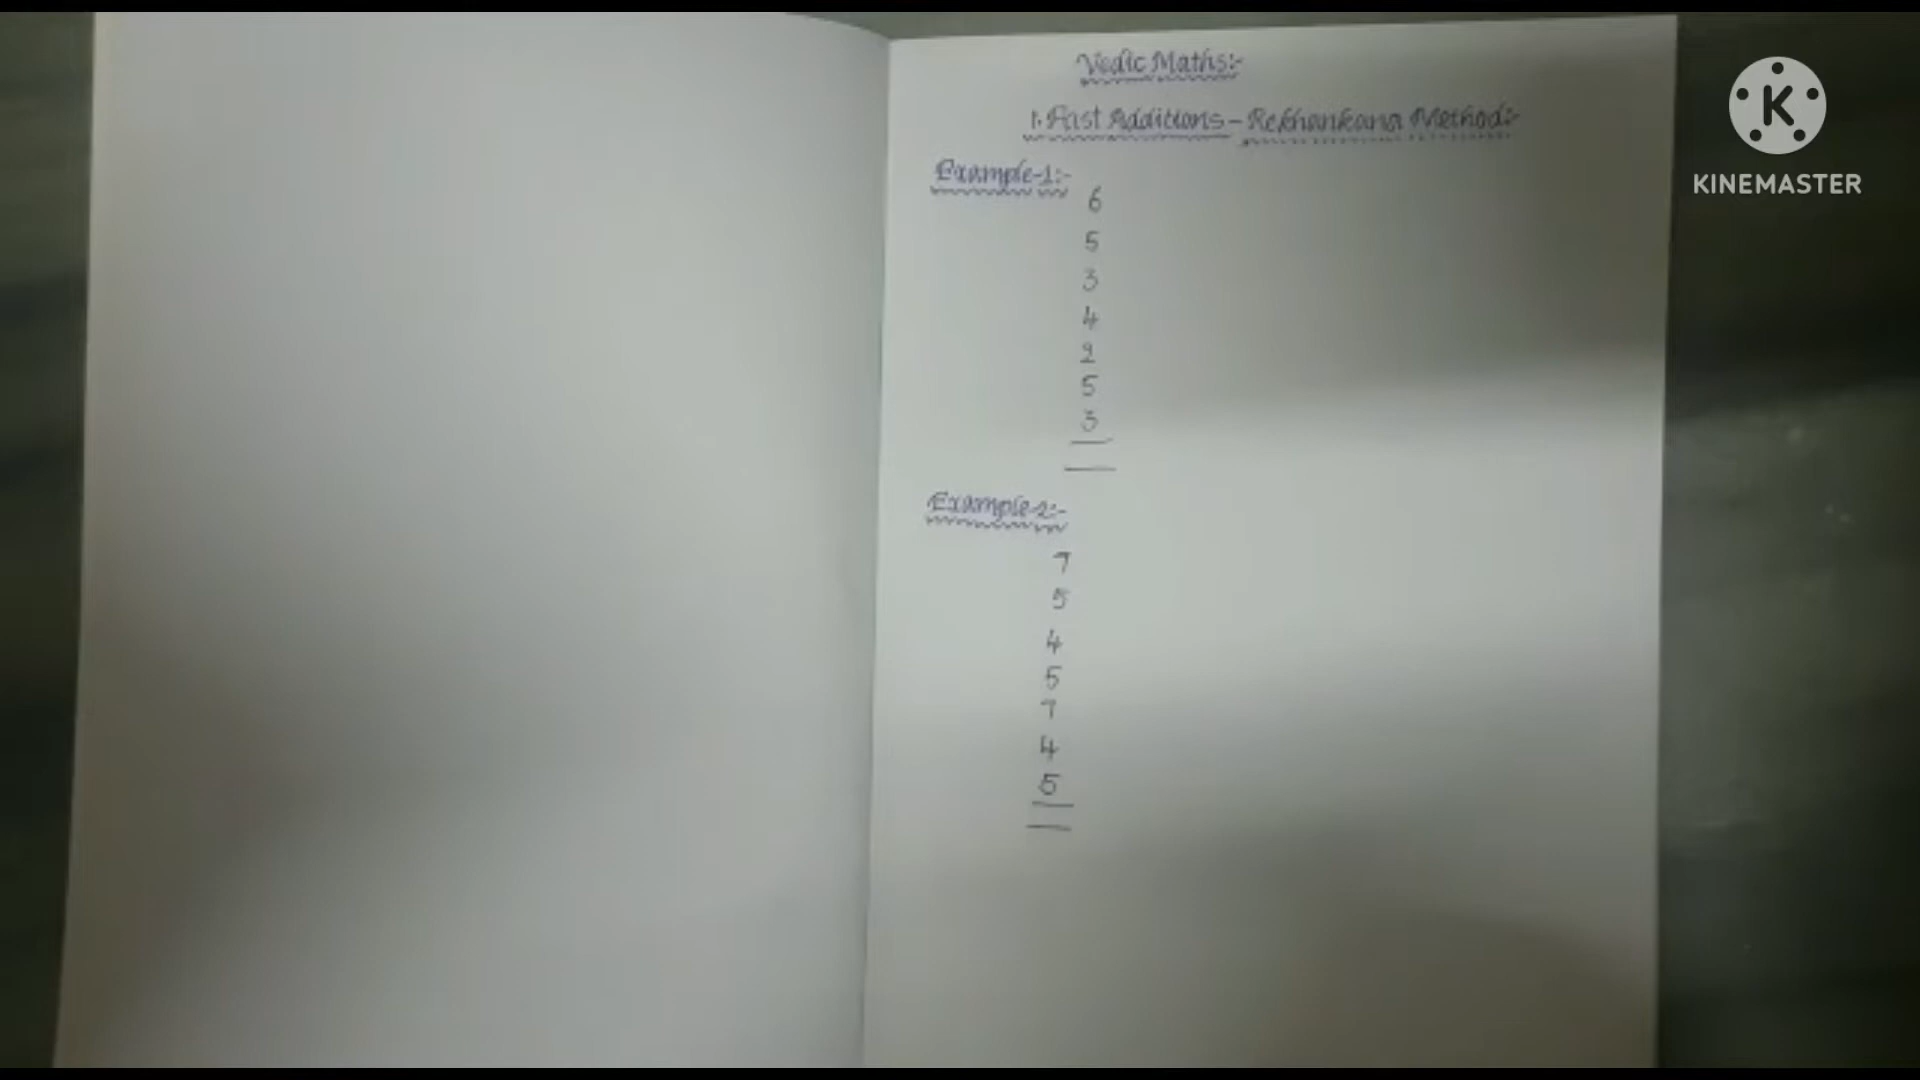 Vedic Maths:-
1. Fast Additions - Rekhankana Method:-
Example-1:-
6
5
3
4
2
5
3
Example-2:-
7
5
4
5
7
4
5
KINEMASTER